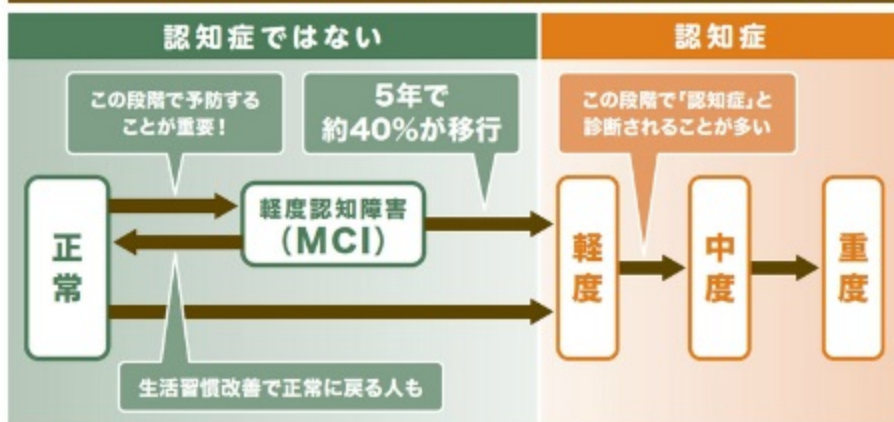 認知症ではない
認知症
この段階で予防する
ことが重要！
5年で
約40%が移行
この段階で「認知症」と
診断されることが多い
正常
軽度認知障害
（MCI）
軽度
中度
重度
生活習慣改善で正常に戻る人も